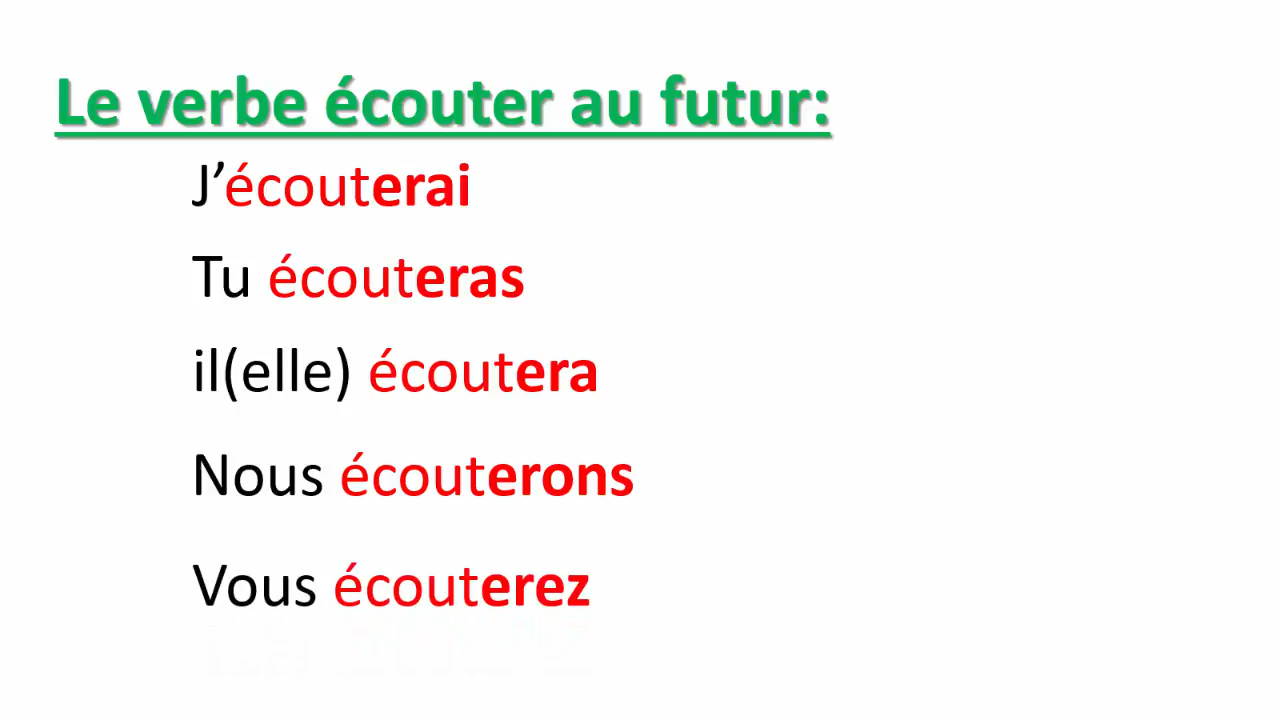 Le verbe écouter au futur:
J’écouterai
Tu écouteras
il(elle) écoutera
Nous écouterons
Vous écouterez